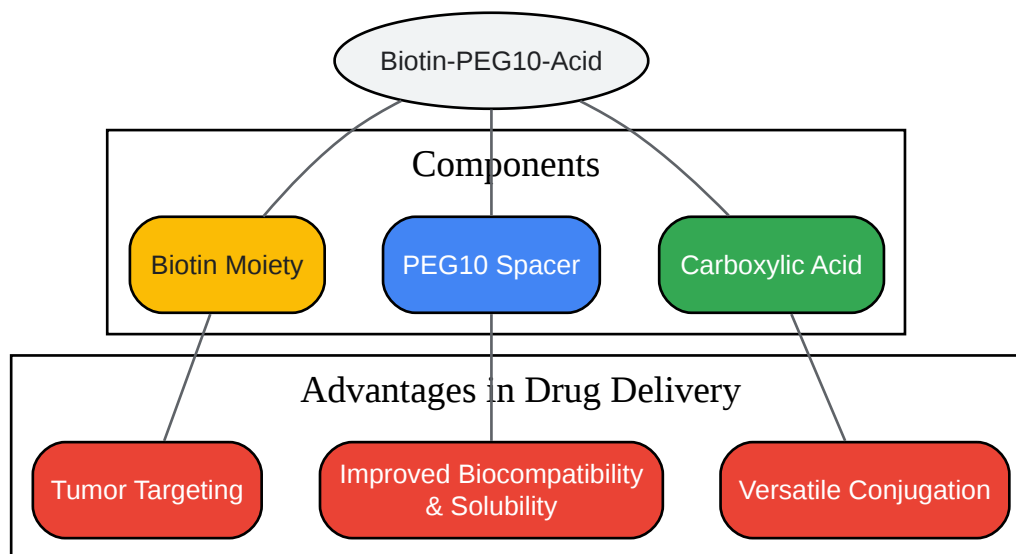 Biotin-PEG10-Acid
Components
Biotin Moiety
PEG10 Spacer
Carboxylic Acid
Advantages in Drug Delivery
Tumor Targeting
Improved Biocompatibility
& Solubility
Versatile Conjugation